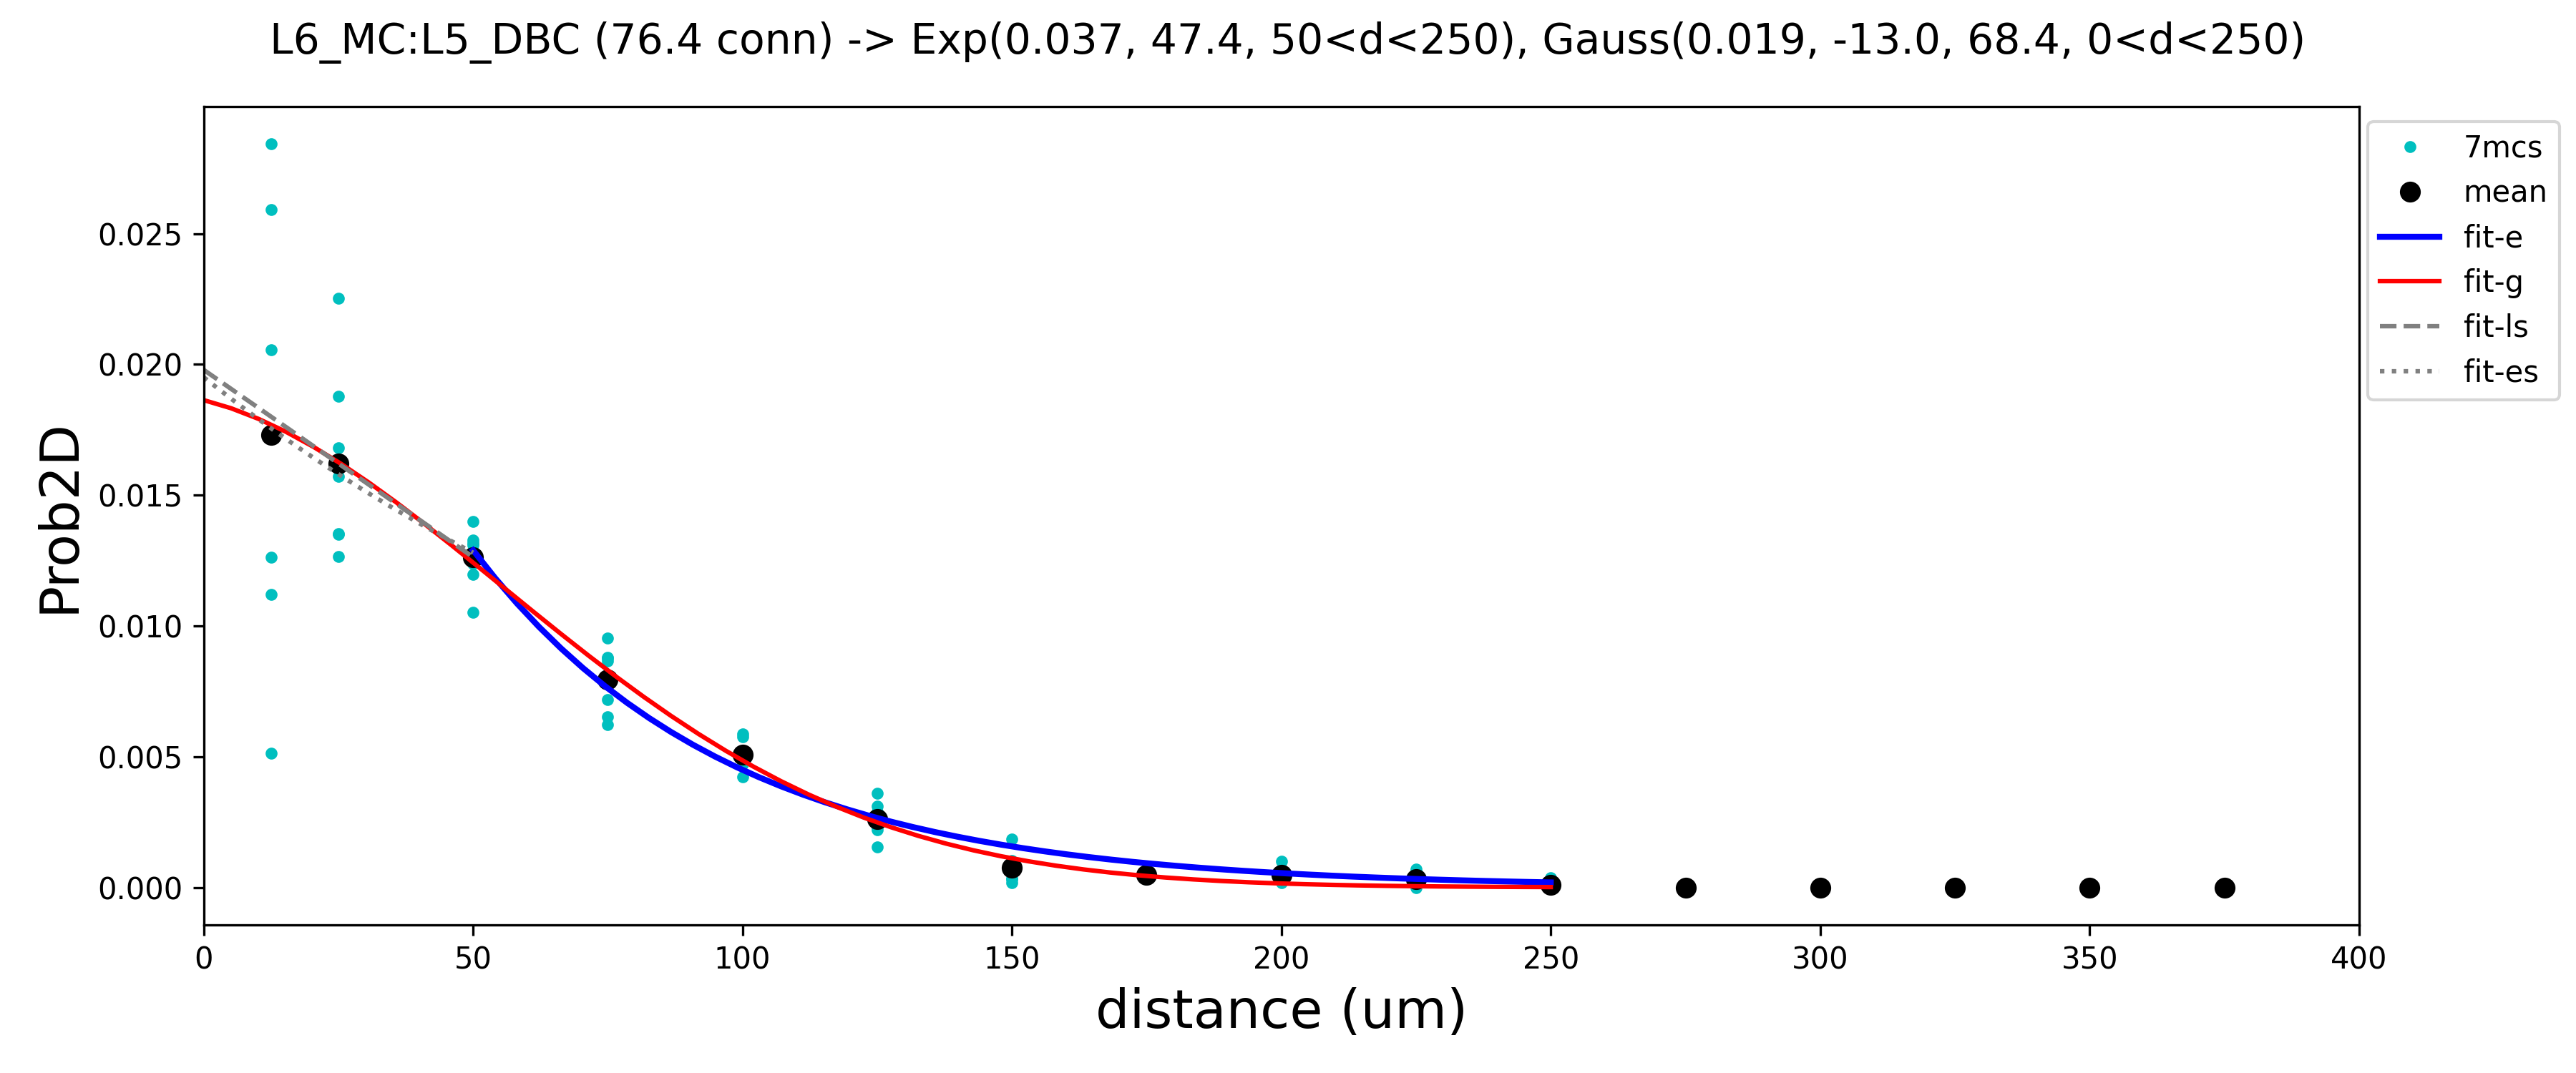 L6_MC:L5_DBC (76.4 conn) -> Exp(0.037, 47.4, 50<d<250), Gauss(0.019, -13.0, 68.4, 0<d<250)
7mcs
mean
fit-e
fit-g
fit-ls
fit-es
Prob2D
0.025
0.020
0.015
0.010
0.005
0.000
0 50 100 150 200 250 300 350 400
distance (um)